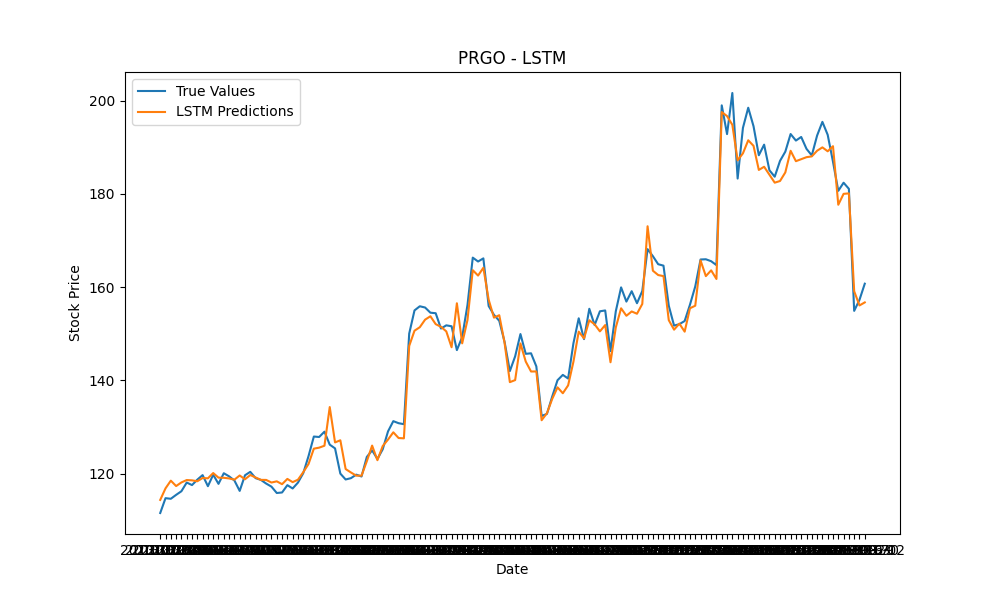 PRGO - LSTM
True Values
LSTM Predictions
200
180
160
140
120
Stock Price
Date